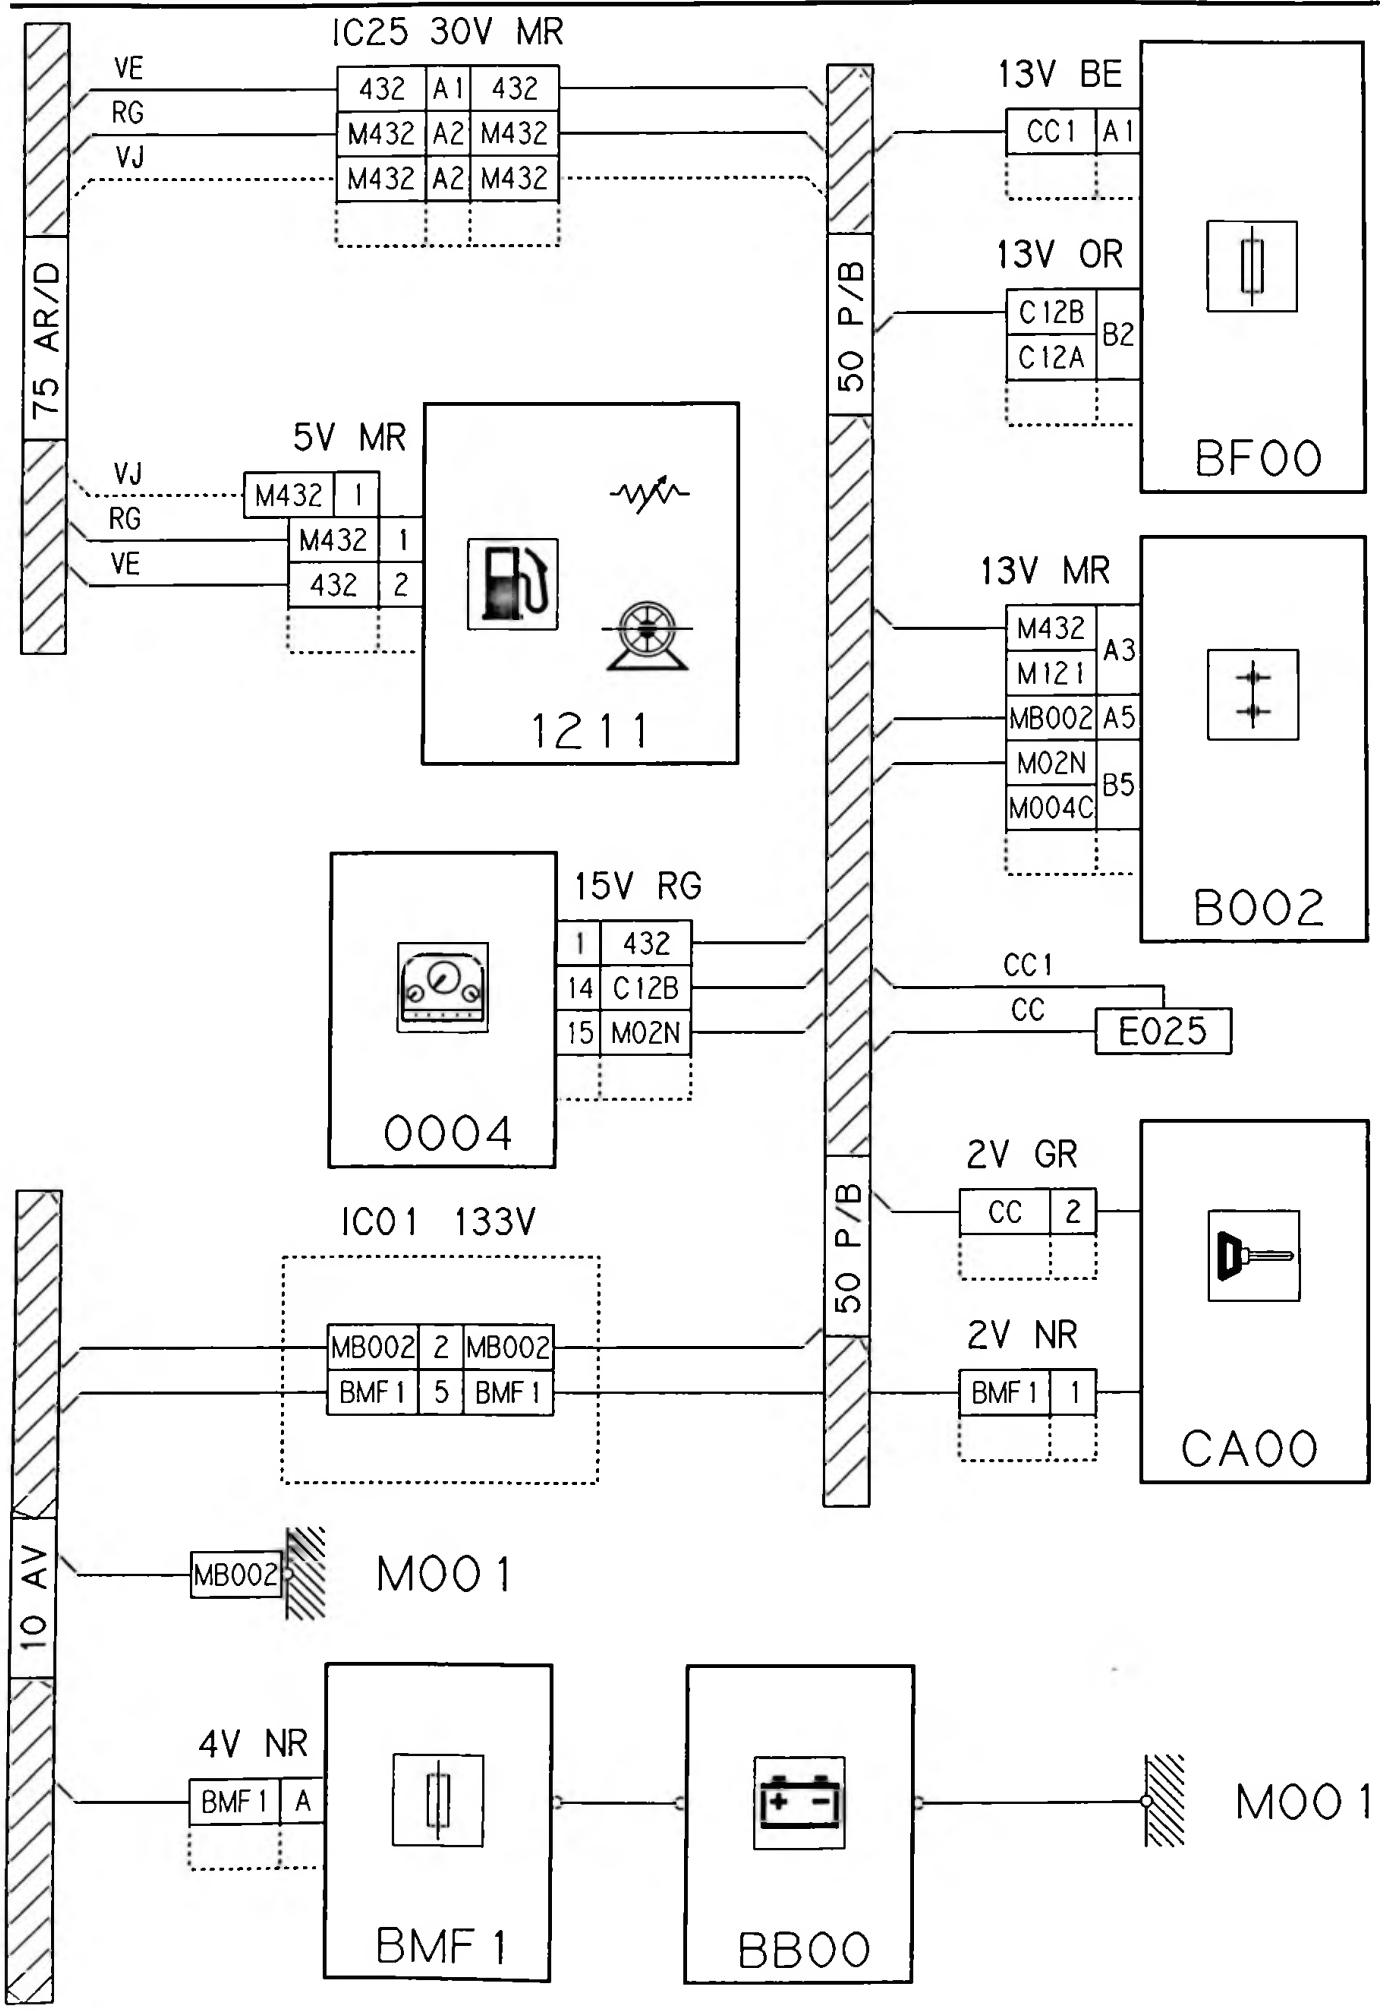 IC25 30V MR
VE
432 A1 432
RG
M432 A2 M432
VJ
M432 A2 M432
13V BE
CC1 A1
13V OR
C12B
B2
C12A
BF00
75 AR/D
50 P/B
5V MR
VJ
M432 1
RG
M432 1
VE
432 2
1211
13V MR
M432
A3
M121
MB002 A5
M02N
B5
M004C
B002
15V RG
1 432
14 C12B
15 M02N
0004
CC1
CC
E025
50 P/B
2V GR
CC 2
2V NR
BMF1 1
CA00
IC01 133V
MB002 2 MB002
BMF1 5 BMF1
10 AV
MB002
M001
4V NR
BMF1 A
BMF1
+ -
BB00
M001